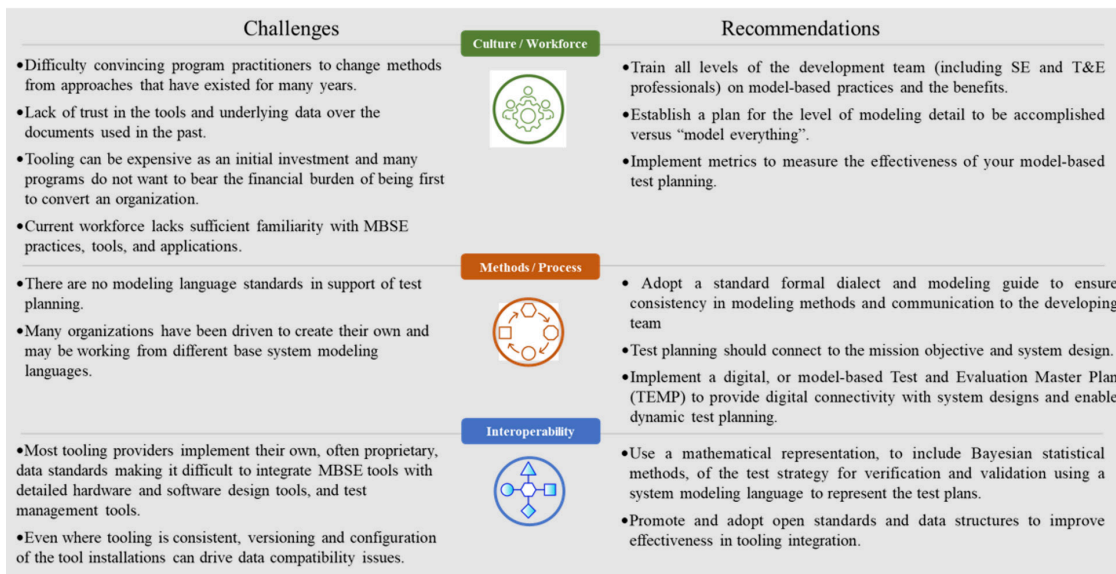 Challenges
Recommendations
Culture / Workforce
•Difficulty convincing program practitioners to change methods
from approaches that have existed for many years.
•Lack of trust in the tools and underlying data over the
documents used in the past.
•Tooling can be expensive as an initial investment and many
programs do not want to bear the financial burden of being first
to convert an organization.
•Current workforce lacks sufficient familiarity with MBSE
practices, tools, and applications.
•Train all levels of the development team (including SE and T&E
professionals) on model-based practices and the benefits.
•Establish a plan for the level of modeling detail to be accomplished
versus “model everything”.
•Implement metrics to measure the effectiveness of your model-based
test planning.
Methods / Process
•There are no modeling language standards in support of test
planning.
•Many organizations have been driven to create their own and
may be working from different base system modeling
languages.
• Adopt a standard formal dialect and modeling guide to ensure
consistency in modeling methods and communication to the developing
team
•Test planning should connect to the mission objective and system design.
•Implement a digital, or model-based Test and Evaluation Master Plan
(TEMP) to provide digital connectivity with system designs and enable
dynamic test planning.
Interoperability
•Most tooling providers implement their own, often proprietary,
data standards making it difficult to integrate MBSE tools with
detailed hardware and software design tools, and test
management tools.
•Even where tooling is consistent, versioning and configuration
of the tool installations can drive data compatibility issues.
•Use a mathematical representation, to include Bayesian statistical
methods, of the test strategy for verification and validation using a
system modeling language to represent the test plans.
•Promote and adopt open standards and data structures to improve
effectiveness in tooling integration.